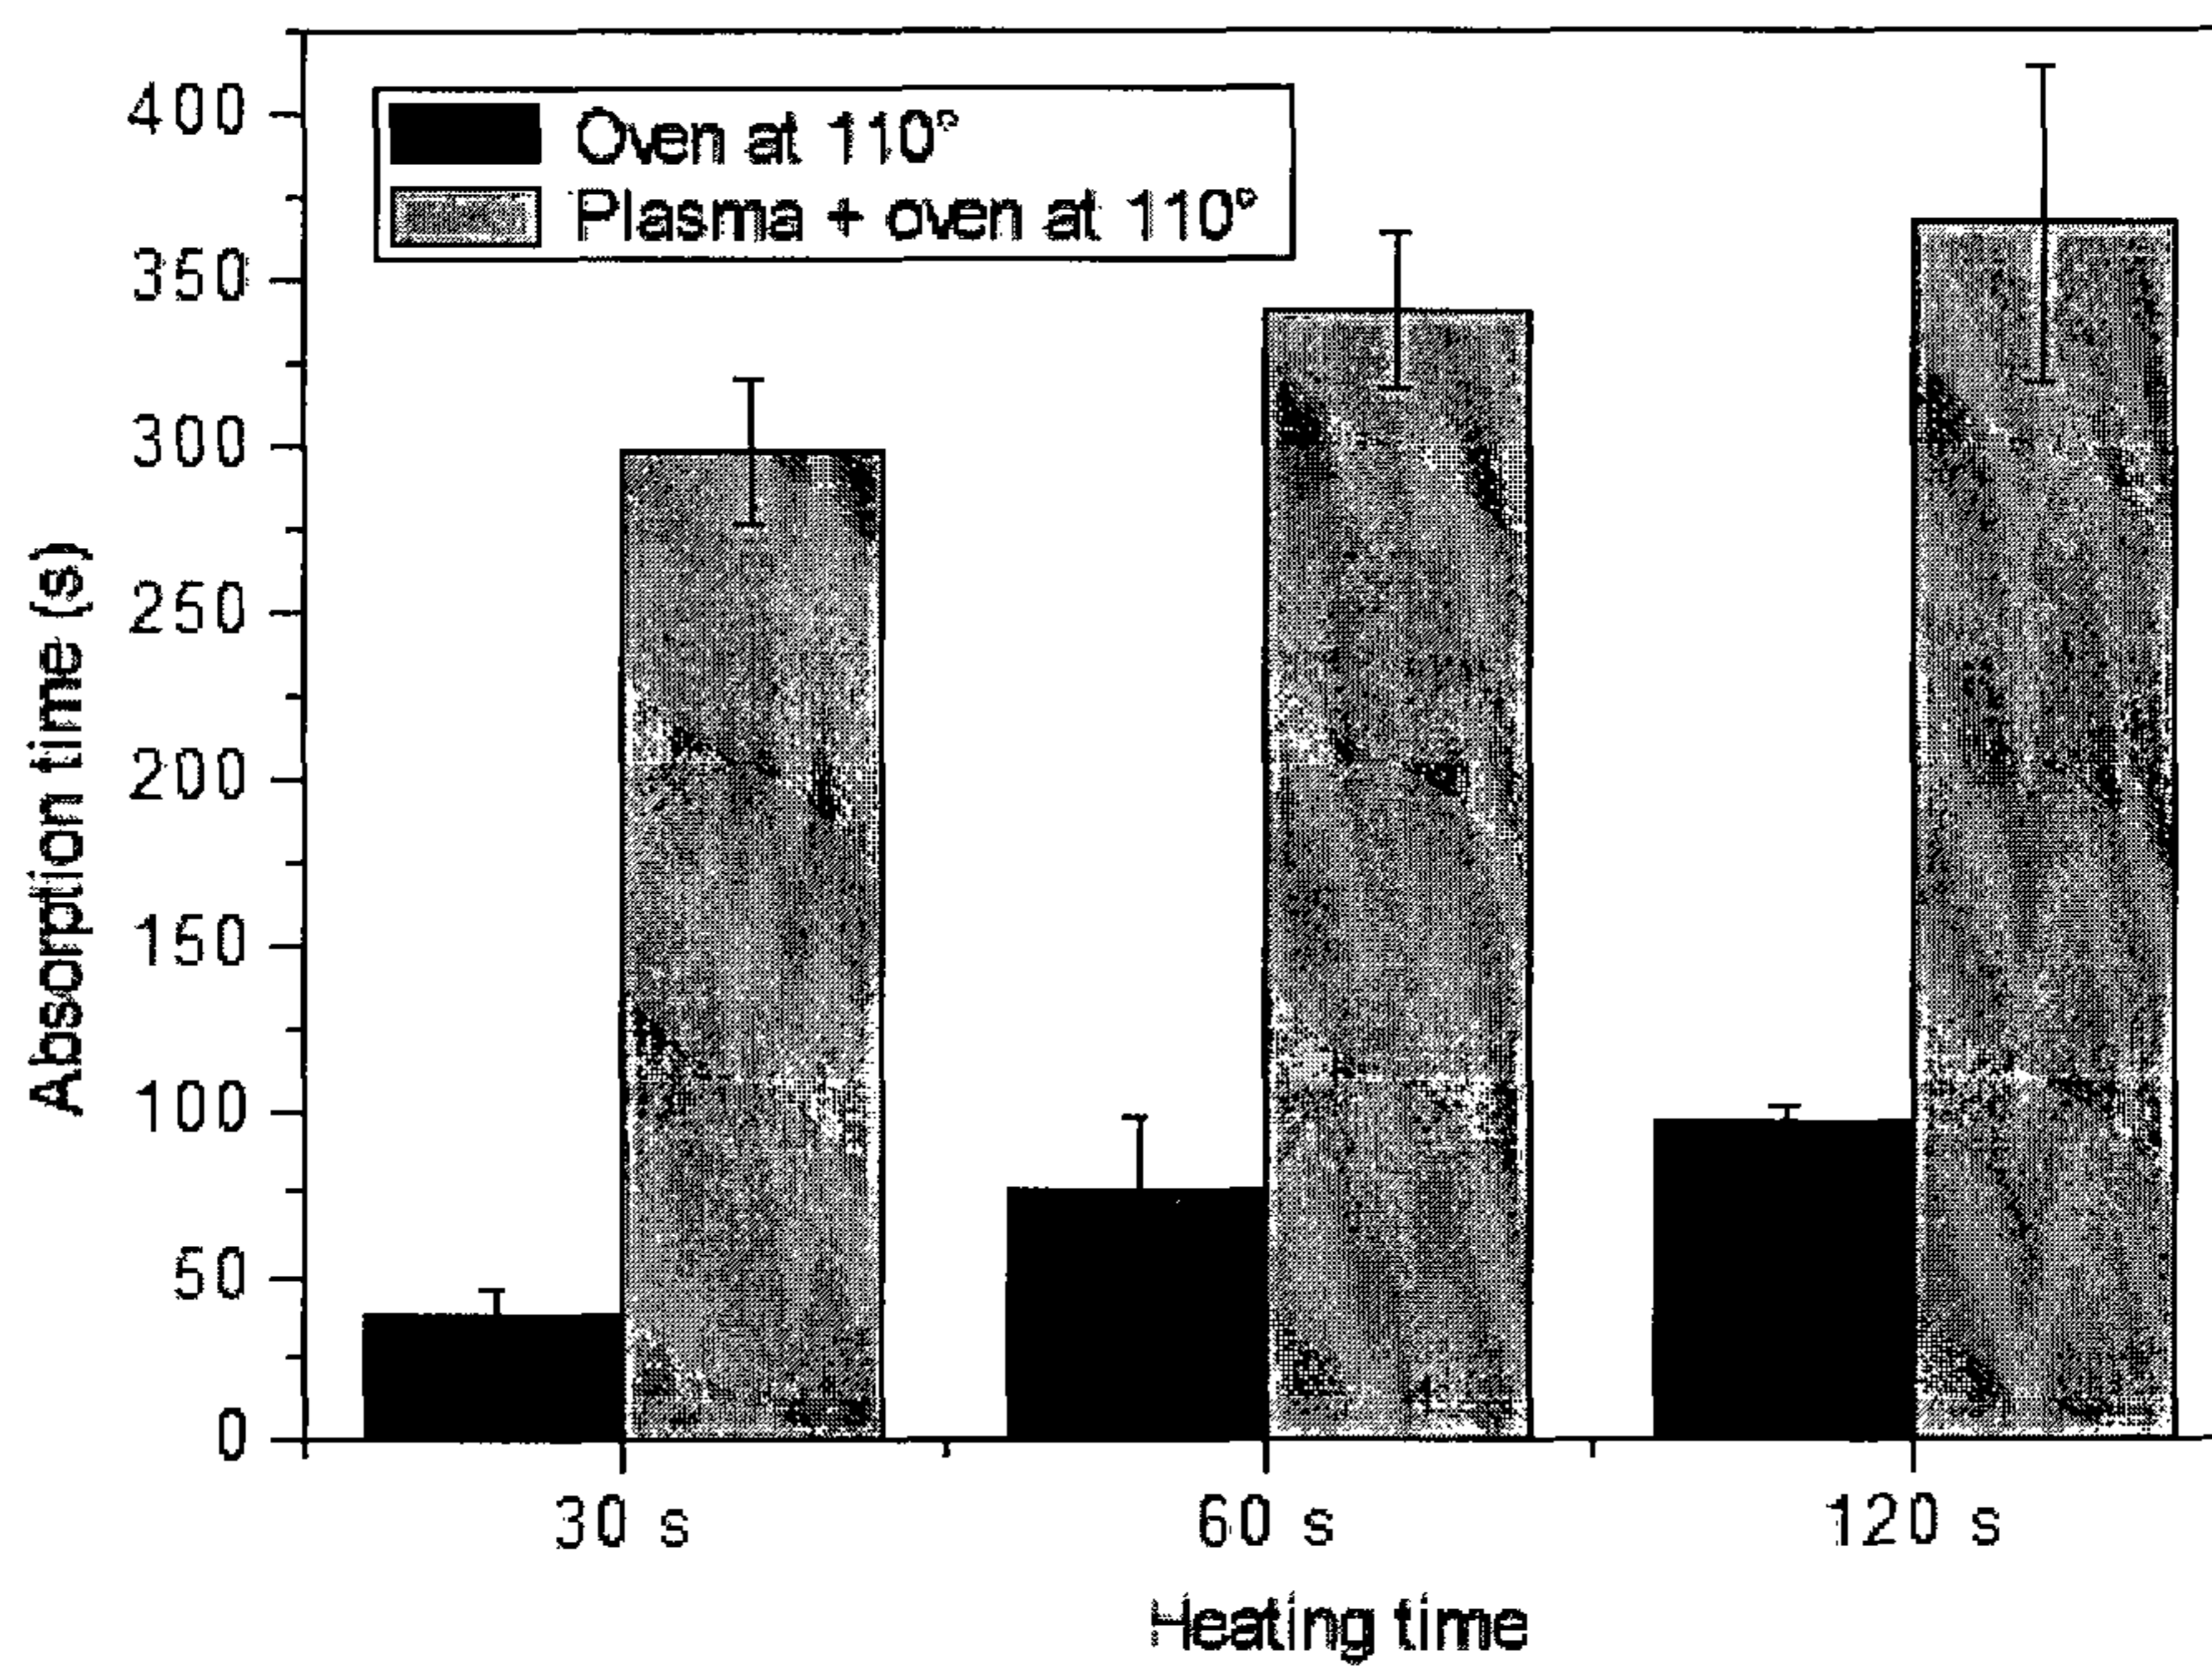 Oven at 110°
Plasma + oven at 110°
400
350
300
250
200
150
100
50
0
Absorption time (s)
30 s
60 s
120 s
Heating time